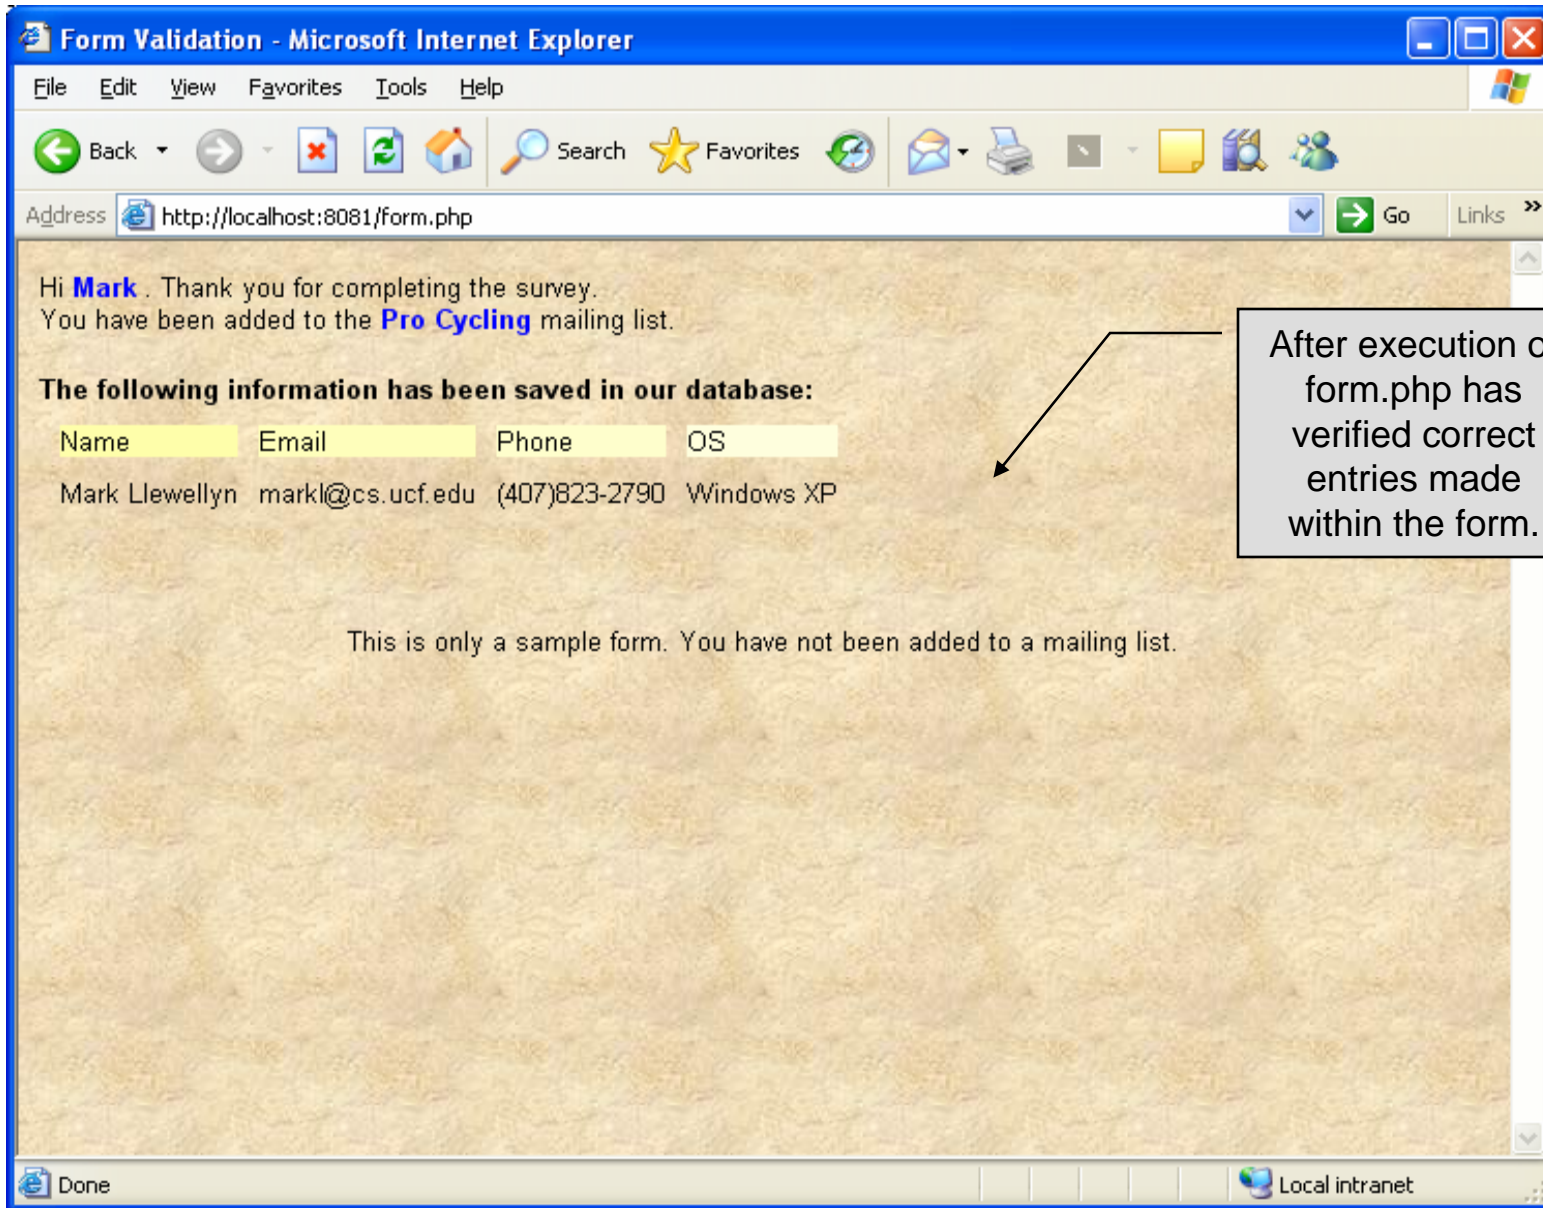 Form Validation - Microsoft Internet Explorer
File Edit View Favorites Tools Help
Back Search Favorites
Address http://localhost:8081/form.php Go Links »
Hi Mark . Thank you for completing the survey.
You have been added to the Pro Cycling mailing list.
The following information has been saved in our database:
Name Email Phone OS
Mark Llewellyn markl@cs.ucf.edu (407)823-2790 Windows XP
This is only a sample form. You have not been added to a mailing list.
After execution
form.php has
verified correct
entries made
within the form.
Done Local intranet